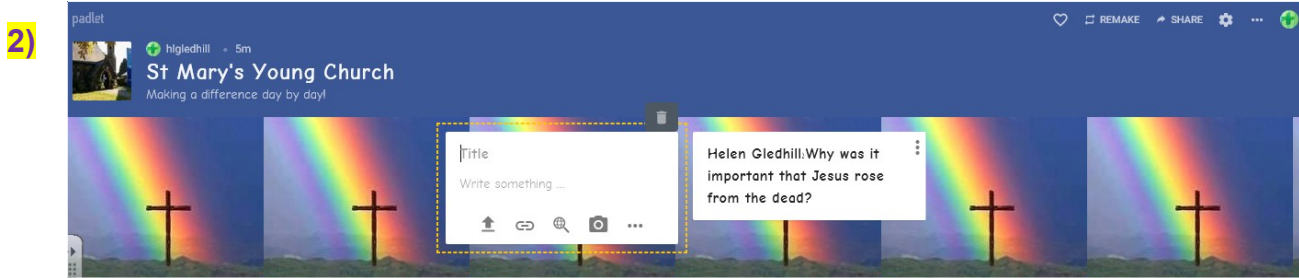 2)
padlet
REMAKE SHARE
hlgledhill • 5m
St Mary's Young Church
Making a difference day by day!
Title
Write something ...
Helen Gledhill:Why was it
important that Jesus rose
from the dead?